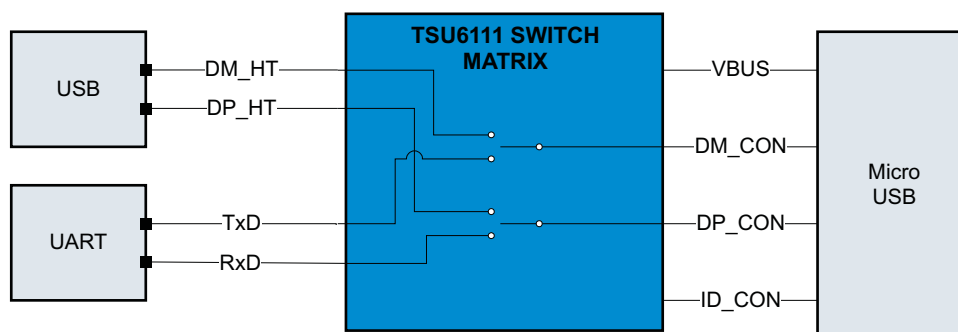 TSU6111 SWITCH
MATRIX
USB
DM_HT
DP_HT
UART
TxD
RxD
VBUS
DM_CON
DP_CON
ID_CON
Micro
USB